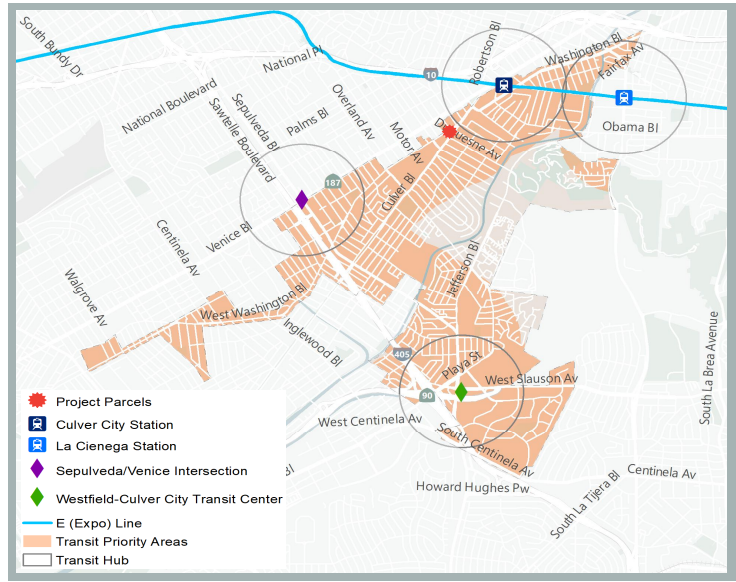 South Bundy Dr
National Pl
10
Robertson Bl
Washington Bl
Fairfax Av
Obama Bl
National Boulevard
Sepulveda Bl
Sawtelle Boulevard
Palms Bl
Overland Av
Motor Av
Duquesne Av
187
Culver Bl
Venice Bl
Centinela Av
Walgrove Av
West Washington Bl
Jefferson Bl
Inglewood Bl
405
Playa St
West Slauson Av
90
West Centinela Av
South Centinela Av
South La Brea Avenue
Howard Hughes Pw
South La Tijera Bl
Centinela Av
Bl
Project Parcels
Culver City Station
La Cienega Station
Sepulveda/Venice Intersection
Westfield-Culver City Transit Center
E (Expo) Line
Transit Priority Areas
Transit Hub